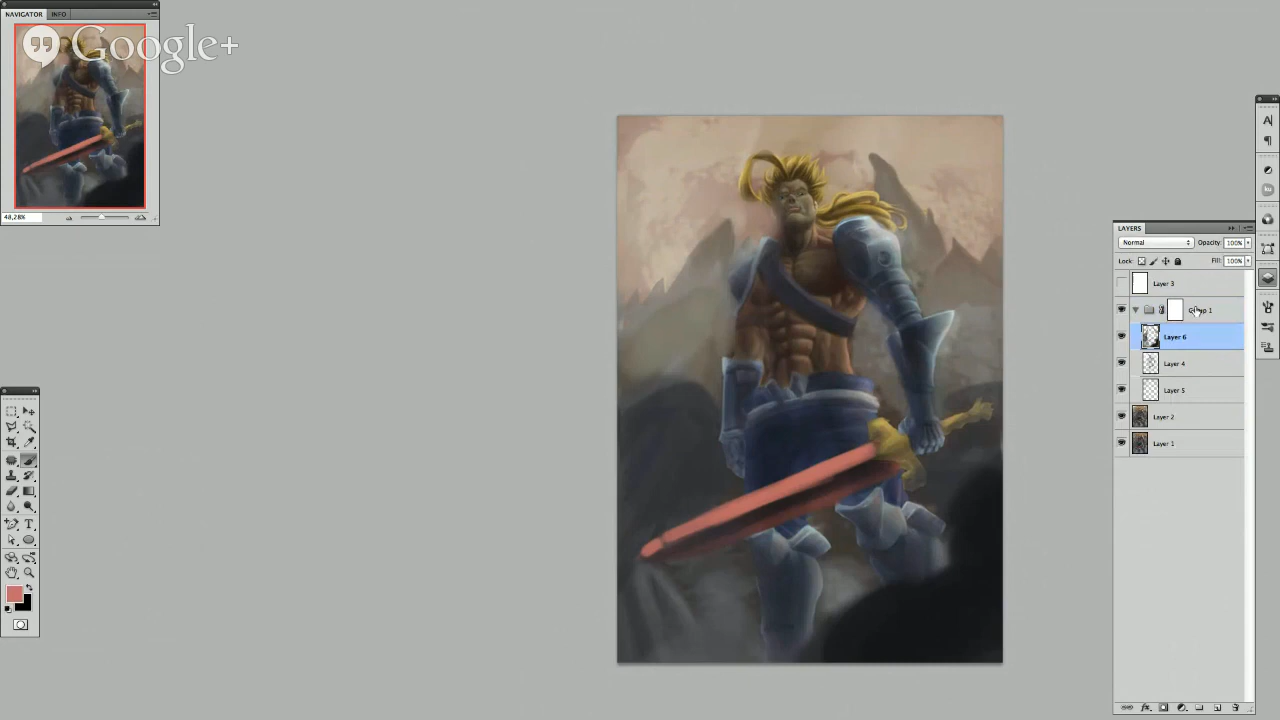 NAVIGATOR INFO
Google+
48,28%
LAYERS
Normal Opacity: 100%
Lock: Fill: 100%
Layer 3
Layer 6
Layer 4
Layer 5
Layer 2
Layer 1